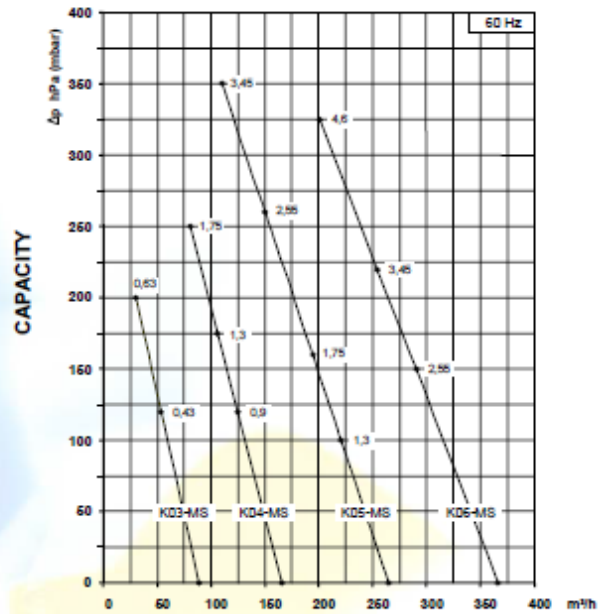 400
60 Hz
Δp hPa (mbar)
350
3,45
4,6
300
2,55
250
1,75
3,45
CAPACITY
0,63
200
1,3
1,75
150
2,55
0,43
0,9
100
1,3
50
K03-MS
K04-MS
K05-MS
K06-MS
0
0 50 100 150 200 250 300 350 400 m³/h